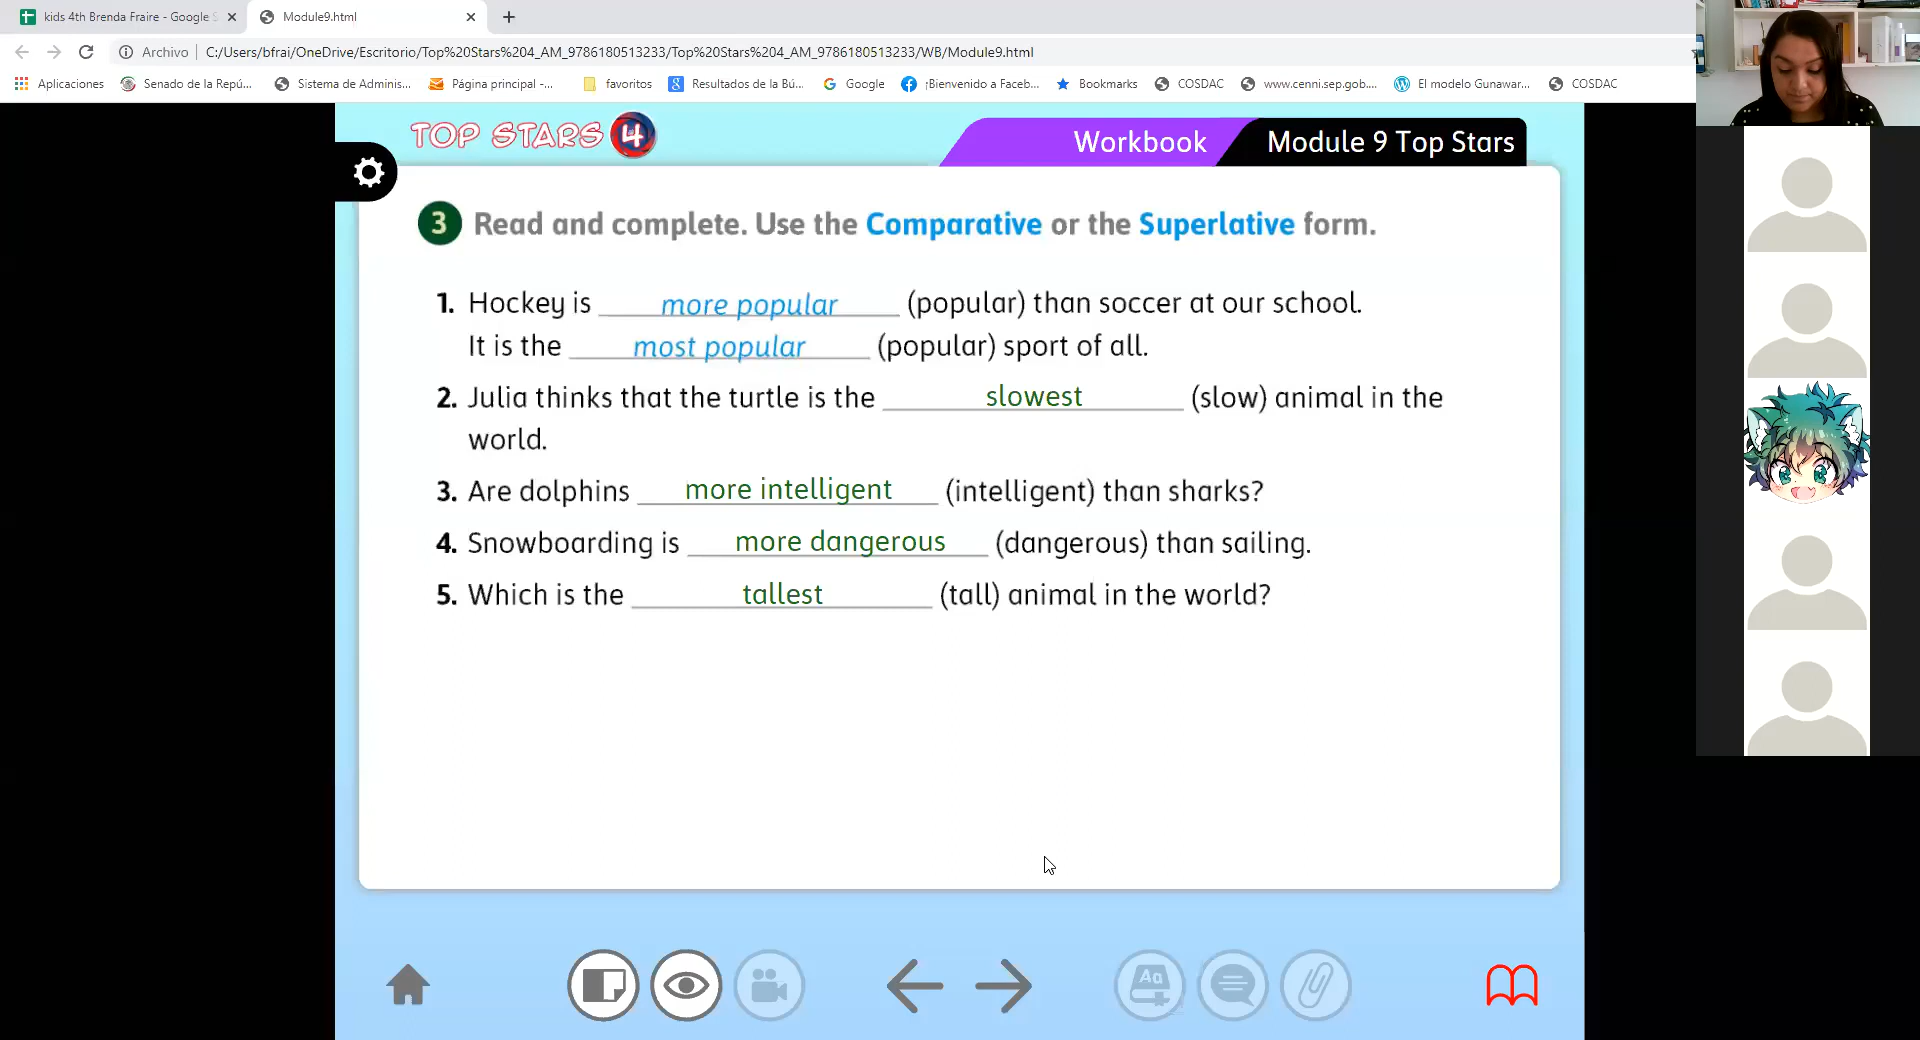 kids 4th Brenda Fraire - Google S
Module9.html
Archivo
C:/Users/bfrai/OneDrive/Escritorio/Top%20Stars%204_AM_9786180513233/Top%20Stars%204_AM_9786180513233/WB/Module9.html
Aplicaciones
Senado de la Repú...
Sistema de Adminis...
Página principal -...
favoritos
Resultados de la Bú...
Google
¡Bienvenido a Faceb...
Bookmarks
COSDAC
www.cenni.sep.gob....
El modelo Gunawar...
COSDAC
TOP STARS 4
Workbook
Module 9 Top Stars
3 Read and complete. Use the Comparative or the Superlative form.
1. Hockey is more popular (popular) than soccer at our school.
It is the most popular (popular) sport of all.
2. Julia thinks that the turtle is the slowest (slow) animal in the
world.
3. Are dolphins more intelligent (intelligent) than sharks?
4. Snowboarding is more dangerous (dangerous) than sailing.
5. Which is the tallest (tall) animal in the world?
Aa